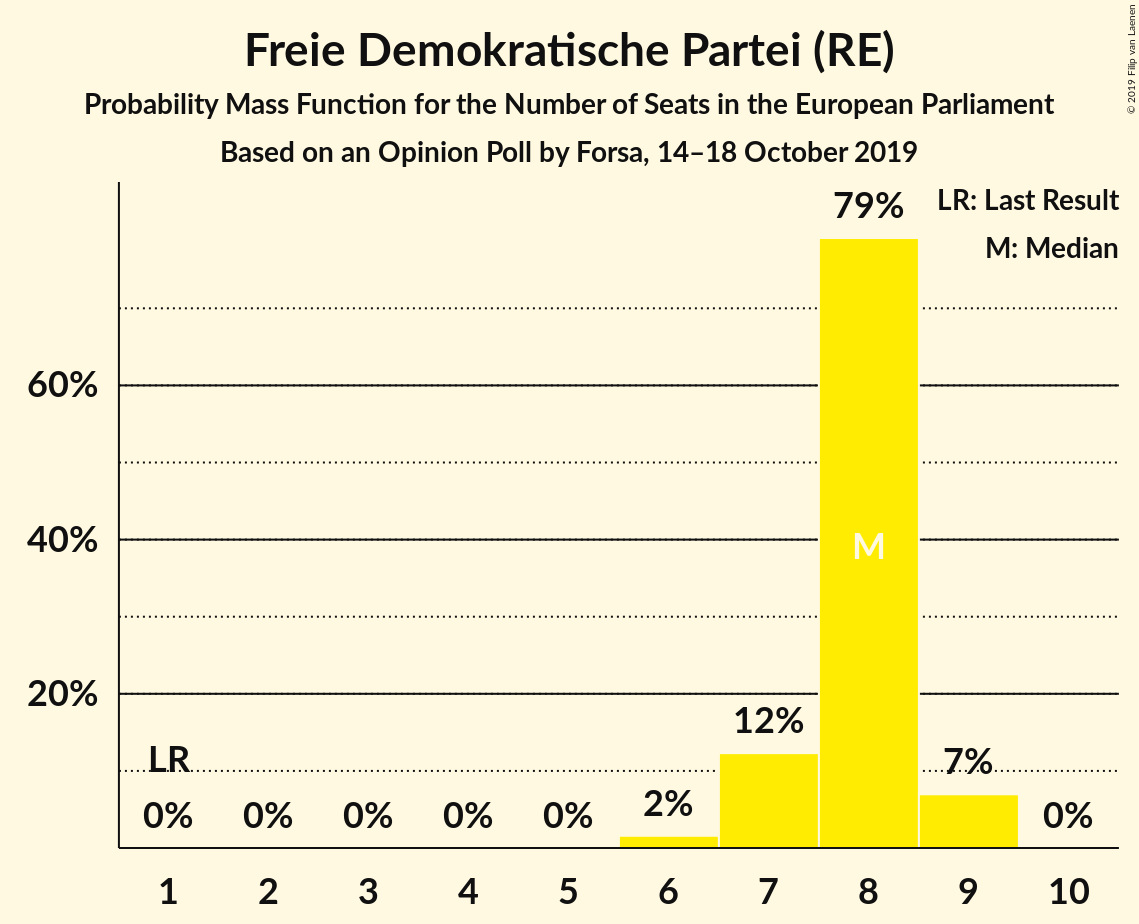 Freie Demokratische Partei (RE)
Probability Mass Function for the Number of Seats in the European Parliament
Based on an Opinion Poll by Forsa, 14–18 October 2019
© 2019 Filip van Laenen
LR: Last Result
M: Median
79%
60%
40%
M
20%
12%
LR
7%
2%
0% 0% 0% 0% 0% 0%
1 2 3 4 5 6 7 8 9 10